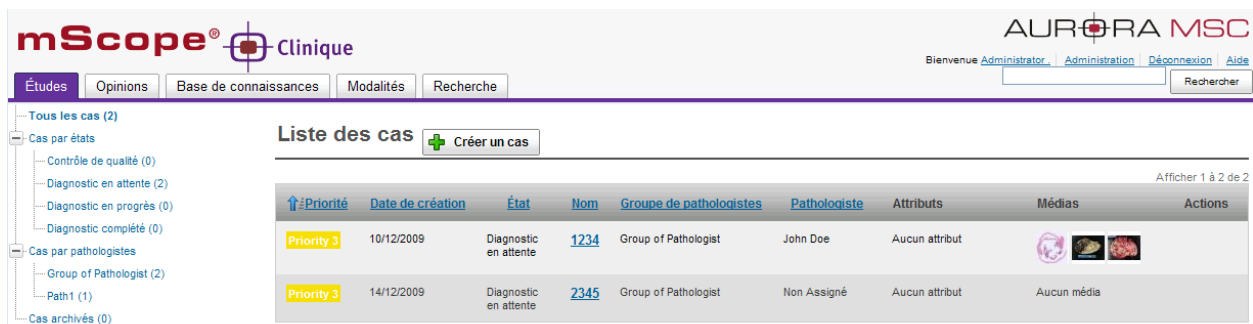 mScope® Clinique
AURORA MSC
Bienvenue Administrator . Administration Déconnexion Aide
Rechercher
Études Opinions Base de connaissances Modalités Recherche
Tous les cas (2)
Cas par états
Contrôle de qualité (0)
Diagnostic en attente (2)
Diagnostic en progrès (0)
Diagnostic complété (0)
Cas par pathologistes
Group of Pathologist (2)
Path1 (1)
Cas archivés (0)
Liste des cas Créer un cas
Afficher 1 à 2 de 2
Priorité Date de création État Nom Groupe de pathologistes Pathologiste Attributs Médias Actions
Priority 3 10/12/2009 Diagnostic en attente 1234 Group of Pathologist John Doe Aucun attribut
Priority 3 14/12/2009 Diagnostic en attente 2345 Group of Pathologist Non Assigné Aucun attribut Aucun média